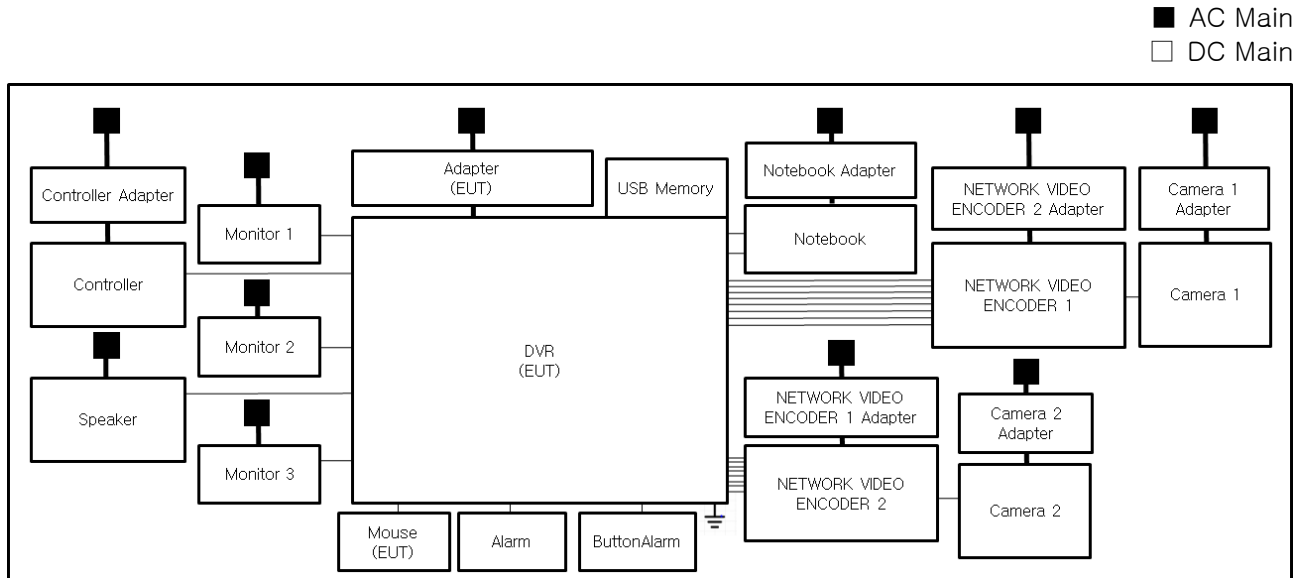 AC Main
DC Main
Controller Adapter
Controller
Speaker
Monitor 1
Monitor 2
Monitor 3
Adapter
(EUT)
USB Memory
DVR
(EUT)
Mouse
(EUT)
Alarm
ButtonAlarm
Notebook Adapter
Notebook
NETWORK VIDEO
ENCODER 2 Adapter
NETWORK VIDEO
ENCODER 1
Camera 1
Adapter
Camera 1
NETWORK VIDEO
ENCODER 1 Adapter
NETWORK VIDEO
ENCODER 2
Camera 2
Adapter
Camera 2